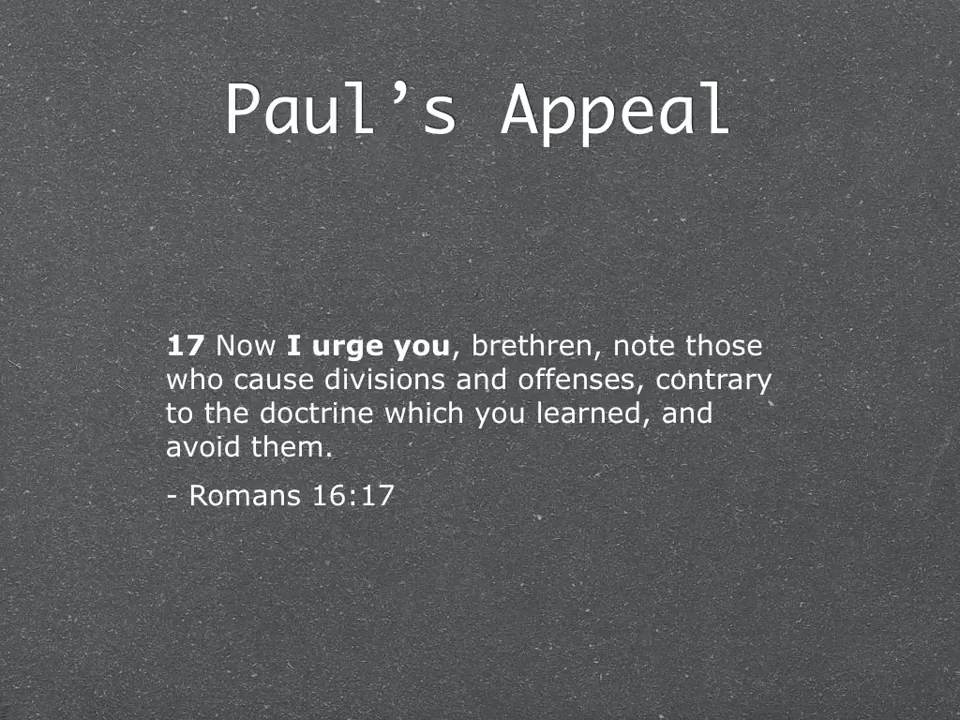 Paul’s Appeal
17 Now I urge you, brethren, note those
who cause divisions and offenses, contrary
to the doctrine which you learned, and
avoid them.
- Romans 16:17